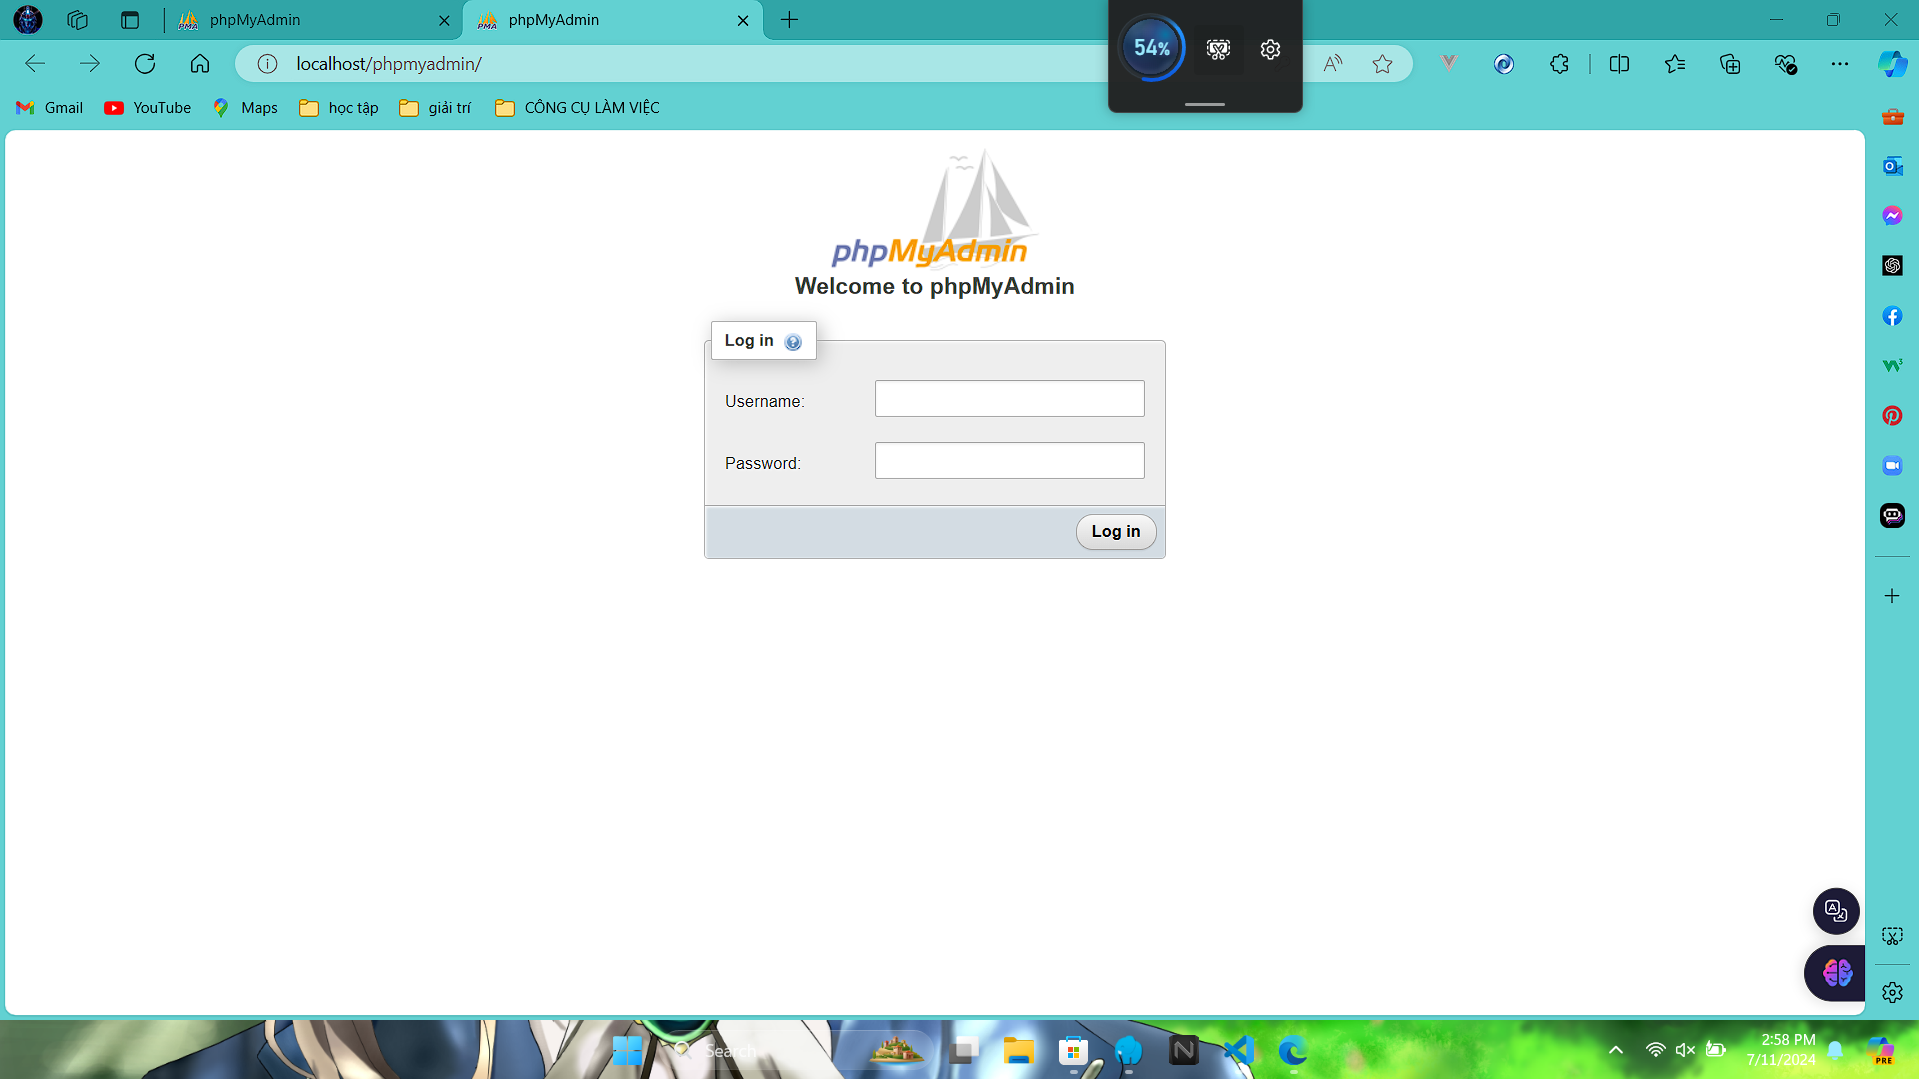 phpMyAdmin
phpMyAdmin
54%
localhost/phpmyadmin/
Gmail
YouTube
Maps
học tập
giải trí
CÔNG CỤ LÀM VIỆC
phpMyAdmin
Welcome to phpMyAdmin
Log in
Username:
Password:
Log in
Search
2:58 PM
7/11/2024
PRE